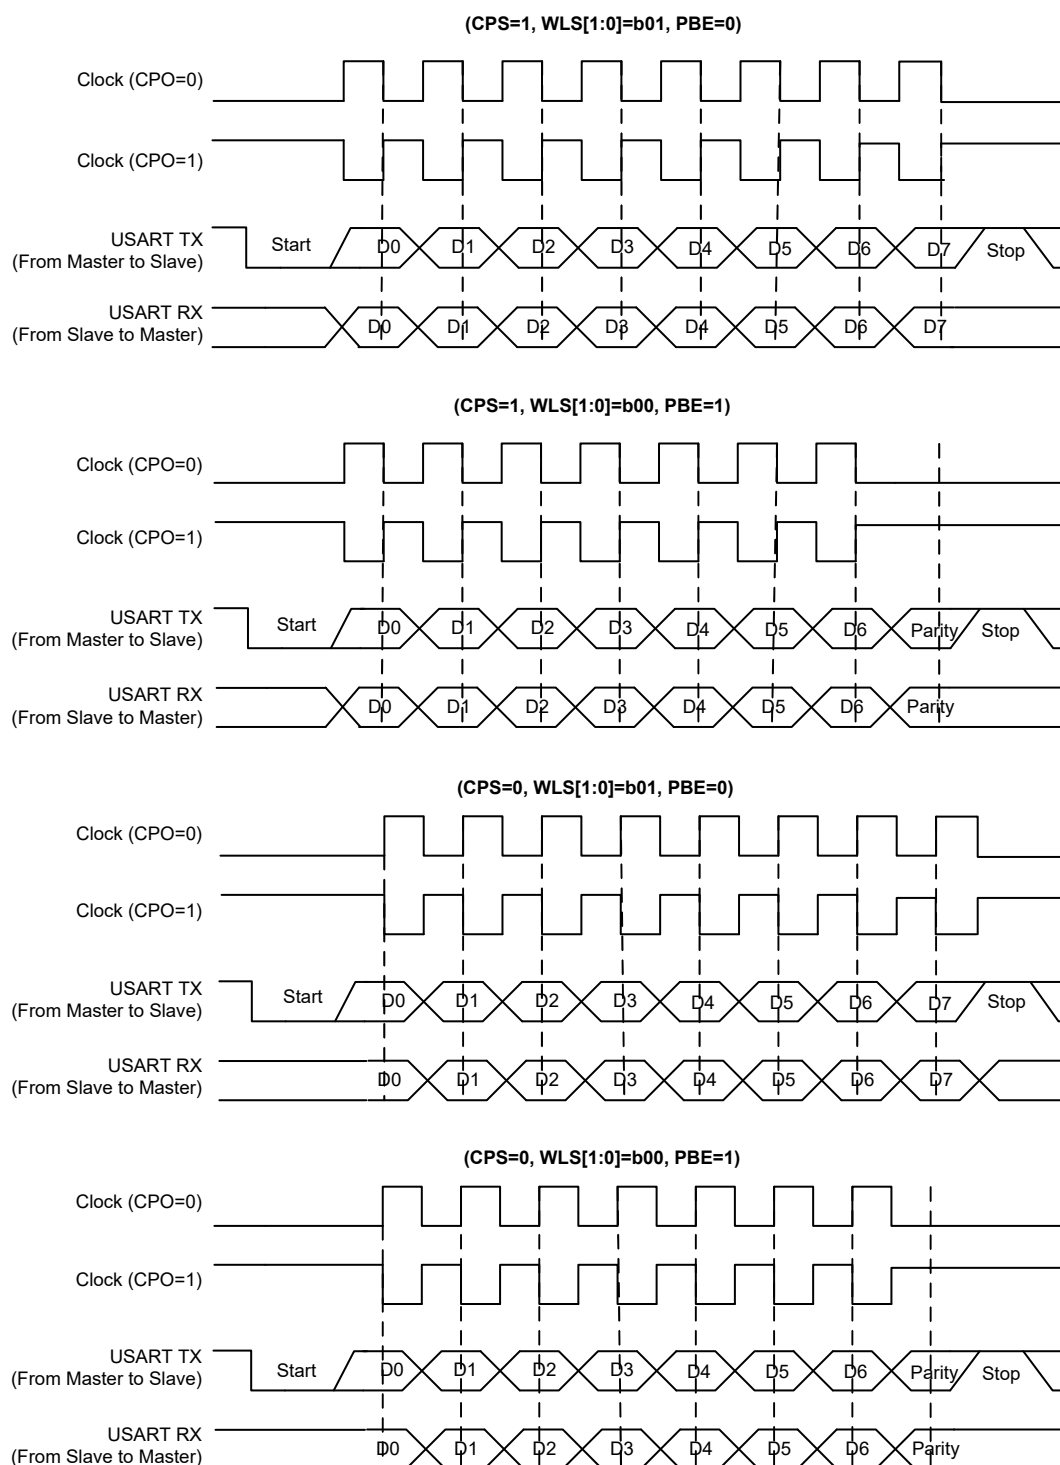 (CPS=1, WLS[1:0]=b01, PBE=0)
Clock (CPO=0)
Clock (CPO=1)
USART TX
(From Master to Slave)
Start D0 D1 D2 D3 D4 D5 D6 D7 Stop
USART RX
(From Slave to Master)
D0 D1 D2 D3 D4 D5 D6 D7
(CPS=1, WLS[1:0]=b00, PBE=1)
Clock (CPO=0)
Clock (CPO=1)
USART TX
(From Master to Slave)
Start D0 D1 D2 D3 D4 D5 D6 Parity Stop
USART RX
(From Slave to Master)
D0 D1 D2 D3 D4 D5 D6 Parity
(CPS=0, WLS[1:0]=b01, PBE=0)
Clock (CPO=0)
Clock (CPO=1)
USART TX
(From Master to Slave)
Start D0 D1 D2 D3 D4 D5 D6 D7 Stop
USART RX
(From Slave to Master)
D0 D1 D2 D3 D4 D5 D6 D7
(CPS=0, WLS[1:0]=b00, PBE=1)
Clock (CPO=0)
Clock (CPO=1)
USART TX
(From Master to Slave)
Start D0 D1 D2 D3 D4 D5 D6 Parity Stop
USART RX
(From Slave to Master)
D0 D1 D2 D3 D4 D5 D6 Parity